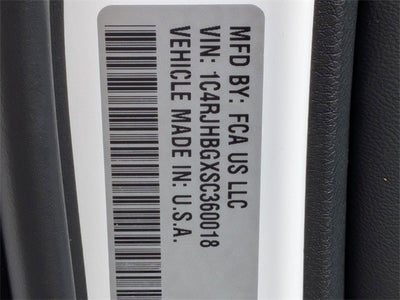 MFD BY: FCA US LLC
VIN: 1C4RJHBGXSC360018
VEHICLE MADE IN: U.S.A.